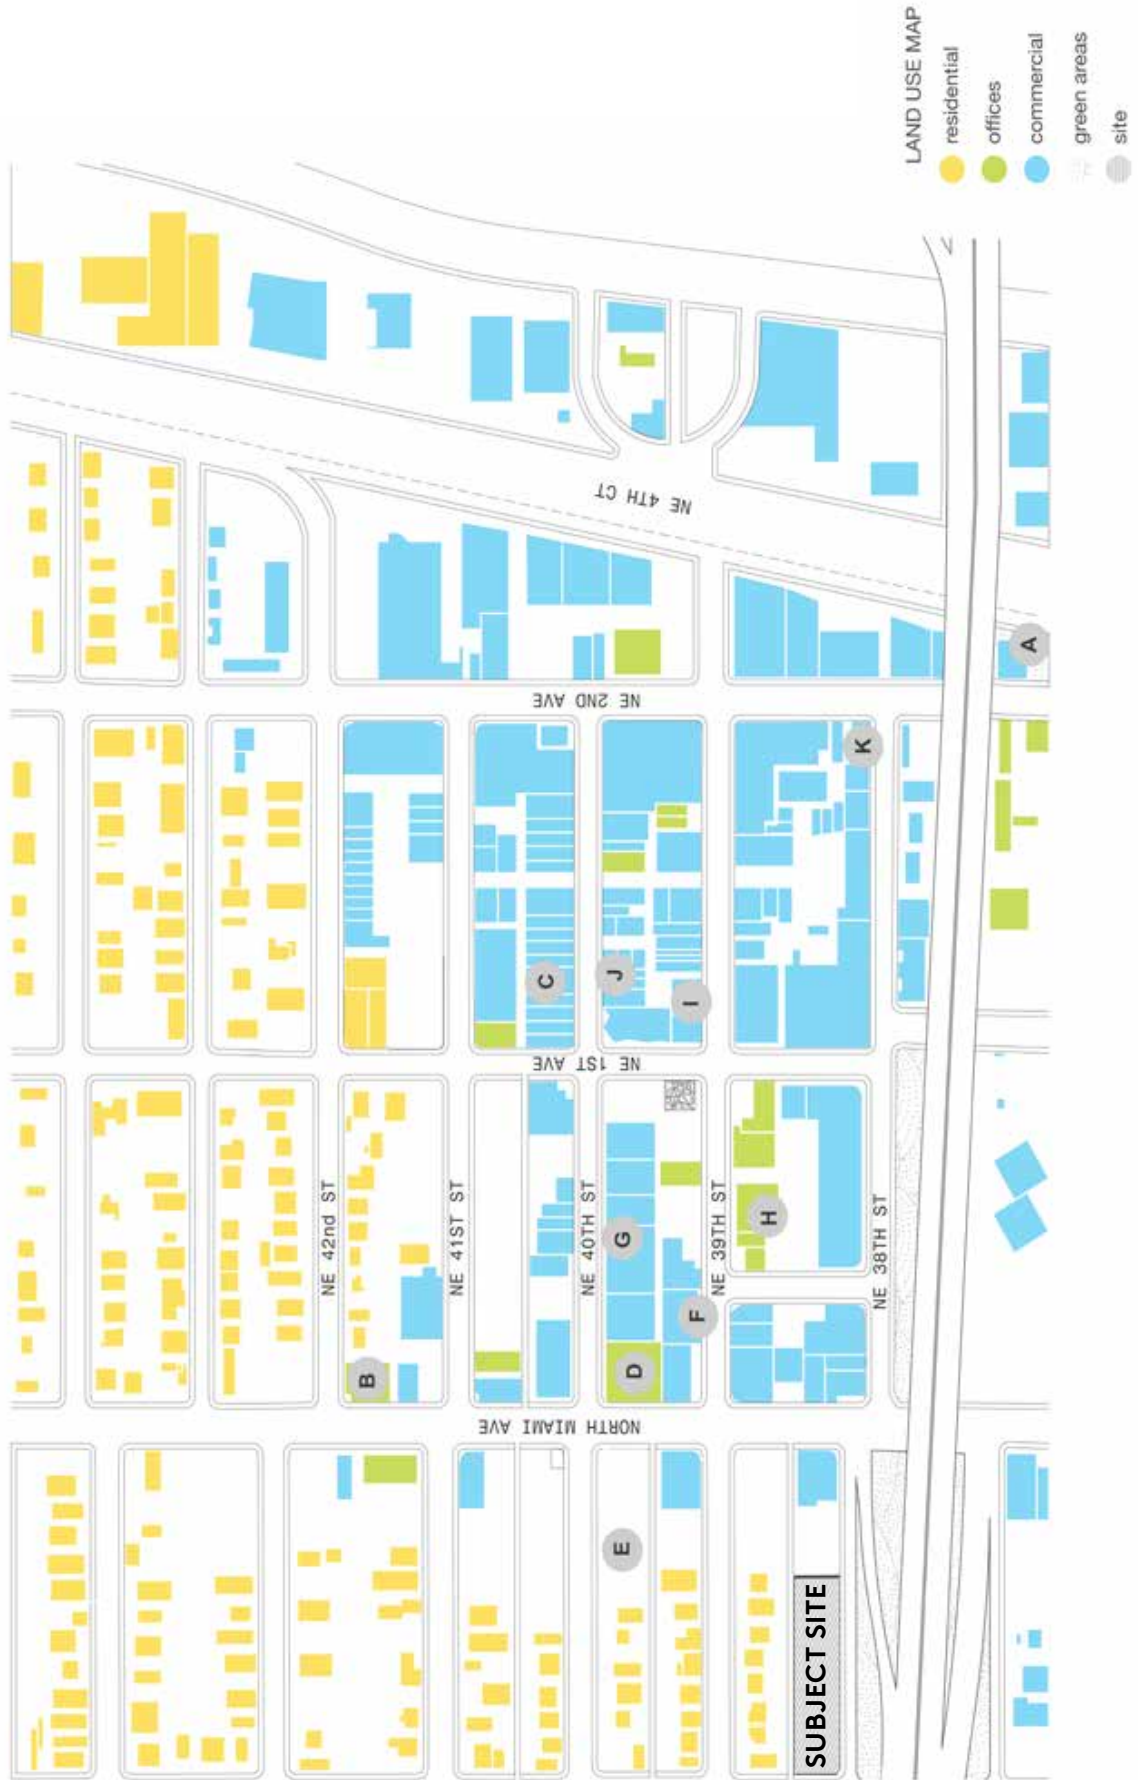 LAND USE MAP
residential
offices
commercial
green areas
site
NE 4TH CT
NE 2ND AVE
NE 1ST AVE
NORTH MIAMI AVE
NE 42nd ST
NE 41ST ST
NE 40TH ST
NE 39TH ST
NE 38TH ST
A
B
C
D
E
F
G
H
I
J
K
SUBJECT SITE